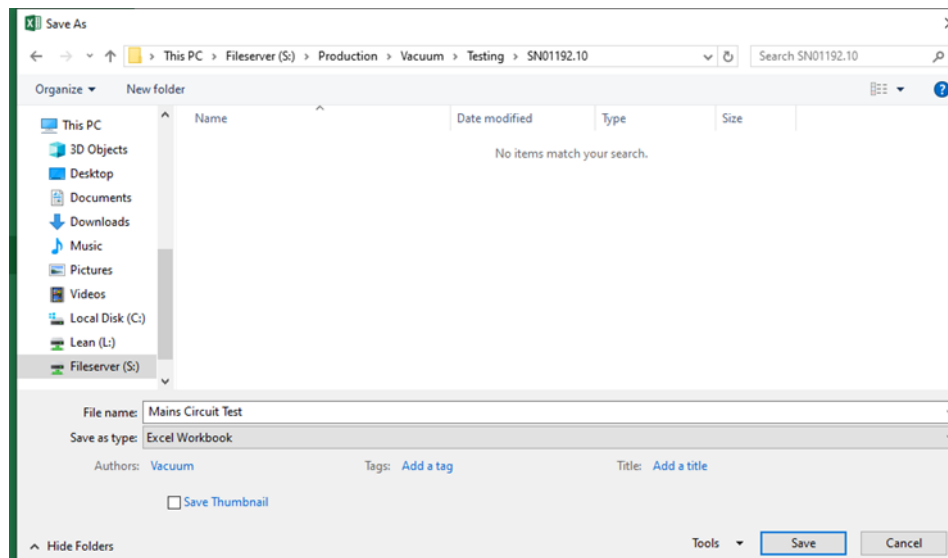 Save As
This PC > Fileserver (S:) > Production > Vacuum > Testing > SN01192.10
Search SN01192.10
Organize
New folder
Name
Date modified
Type
Size
No items match your search.
This PC
3D Objects
Desktop
Documents
Downloads
Music
Pictures
Videos
Local Disk (C:)
Lean (L:)
Fileserver (S:)
File name: Mains Circuit Test
Save as type: Excel Workbook
Authors: Vacuum
Tags: Add a tag
Title: Add a title
Save Thumbnail
Hide Folders
Tools
Save
Cancel